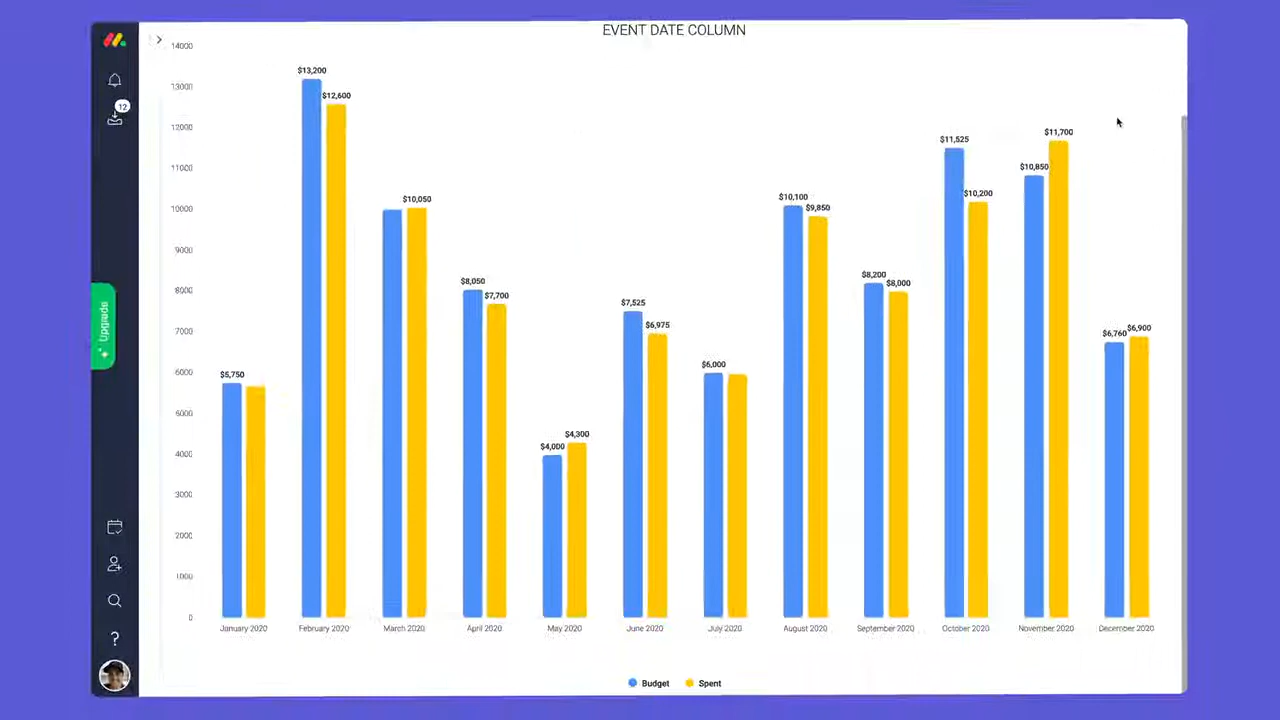 EVENT DATE COLUMN
12
Updates
14000
13000
12000
11000
10000
9000
8000
7000
6000
5000
4000
3000
2000
1000
0
$5,750
$13,200
$12,600
$10,050
$8,050
$7,700
$4,000
$4,300
$7,525
$6,975
$6,000
$10,100
$9,850
$8,200
$8,000
$11,525
$10,200
$10,850
$11,700
$6,760
$6,900
January 2020
February 2020
March 2020
April 2020
May 2020
June 2020
July 2020
August 2020
September 2020
October 2020
November 2020
December 2020
?
Budget
Spent